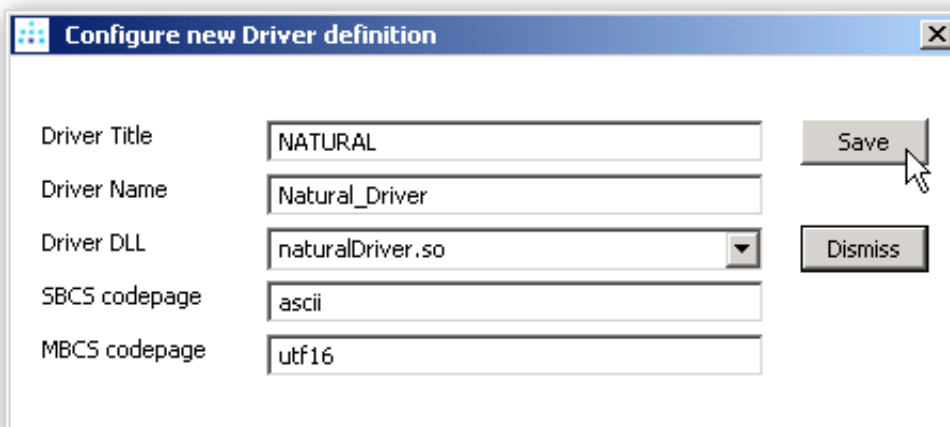 Configure new Driver definition
Driver Title NATURAL Save
Driver Name Natural_Driver
Driver DLL naturalDriver.so Dismiss
SBCS codepage ascii
MBCS codepage utf16